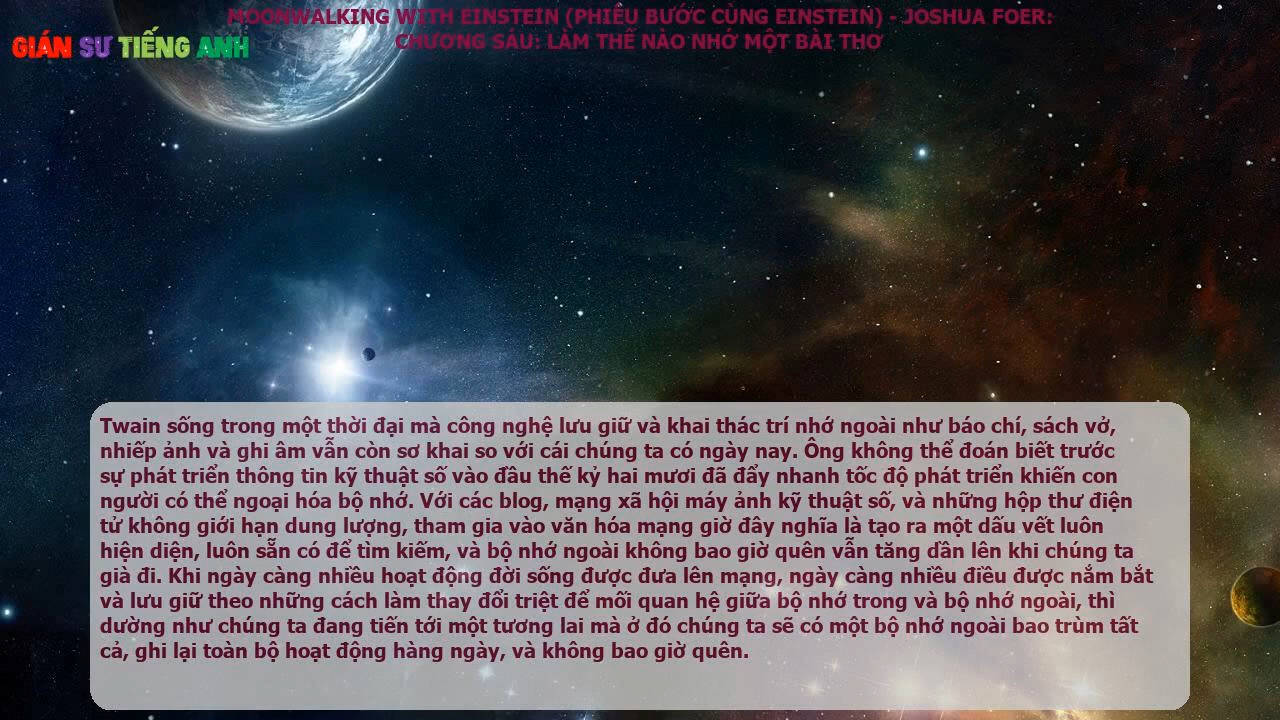 MOONWALKING WITH EINSTEIN (PHIÊU BƯỚC CÙNG EINSTEIN) - JOSHUA FOER:
CHƯƠNG SÁU: LÀM THẾ NÀO NHỚ MỘT BÀI THƠ
GIÁN SƯ TIẾNG ANH
Twain sống trong một thời đại mà công nghệ lưu giữ và khai thác trí nhớ ngoài như báo chí, sách vở,
nhiếp ảnh và ghi âm vẫn còn sơ khai so với cái chúng ta có ngày nay. Ông không thể đoán biết trước
sự phát triển thông tin kỹ thuật số vào đầu thế kỷ hai mươi đã đẩy nhanh tốc độ phát triển khiến con
người có thể ngoại hóa bộ nhớ. Với các blog, mạng xã hội máy ảnh kỹ thuật số, và những hộp thư điện
tử không giới hạn dung lượng, tham gia vào văn hóa mạng giờ đây nghĩa là tạo ra một dấu vết luôn
hiện diện, luôn sẵn có để tìm kiếm, và bộ nhớ ngoài không bao giờ quên vẫn tăng dần lên khi chúng ta
già đi. Khi ngày càng nhiều hoạt động đời sống được đưa lên mạng, ngày càng nhiều điều được nắm bắt
và lưu giữ theo những cách làm thay đổi triệt để mối quan hệ giữa bộ nhớ trong và bộ nhớ ngoài, thì
dường như chúng ta đang tiến tới một tương lai mà ở đó chúng ta sẽ có một bộ nhớ ngoài bao trùm tất
cả, ghi lại toàn bộ hoạt động hàng ngày, và không bao giờ quên.